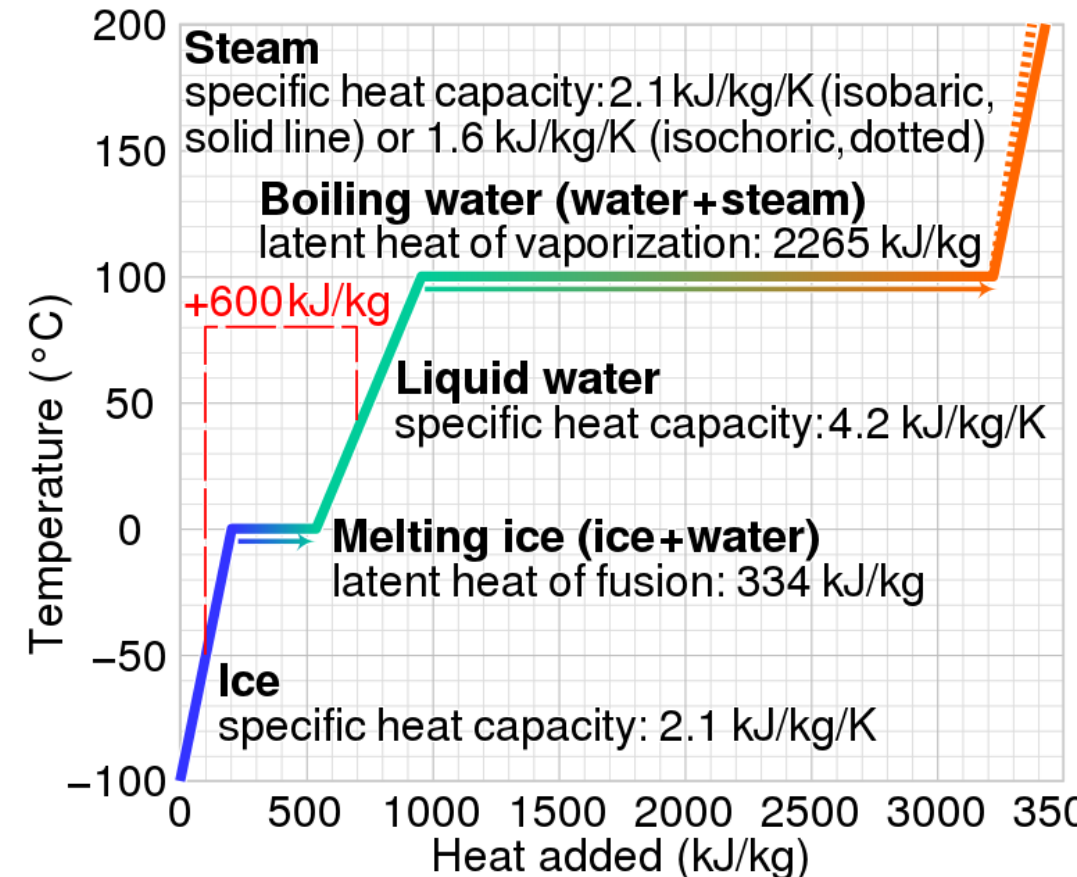 200
Steam
specific heat capacity: 2.1 kJ/kg/K (isobaric,
solid line) or 1.6 kJ/kg/K (isochoric, dotted)
150
Boiling water (water+steam)
latent heat of vaporization: 2265 kJ/kg
100
+600 kJ/kg
Liquid water
50
specific heat capacity: 4.2 kJ/kg/K
0
Melting ice (ice+water)
latent heat of fusion: 334 kJ/kg
−50
Ice
specific heat capacity: 2.1 kJ/kg/K
−100
Temperature (°C)
0 500 1000 1500 2000 2500 3000 350
Heat added (kJ/kg)